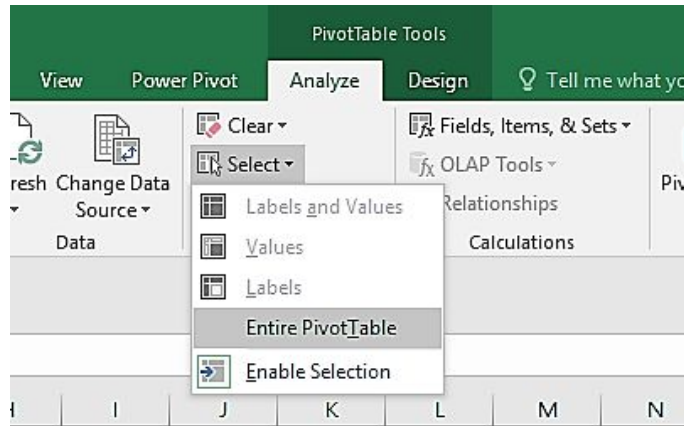 PivotTable Tools
View Power Pivot Analyze Design Tell me what yo
Clear
Select
resh Change Data Source
Data
Fields, Items, & Sets
OLAP Tools
Relationships
Calculations
Piv
Labels and Values
Values
Labels
Entire PivotTable
Enable Selection
H I J K L M N